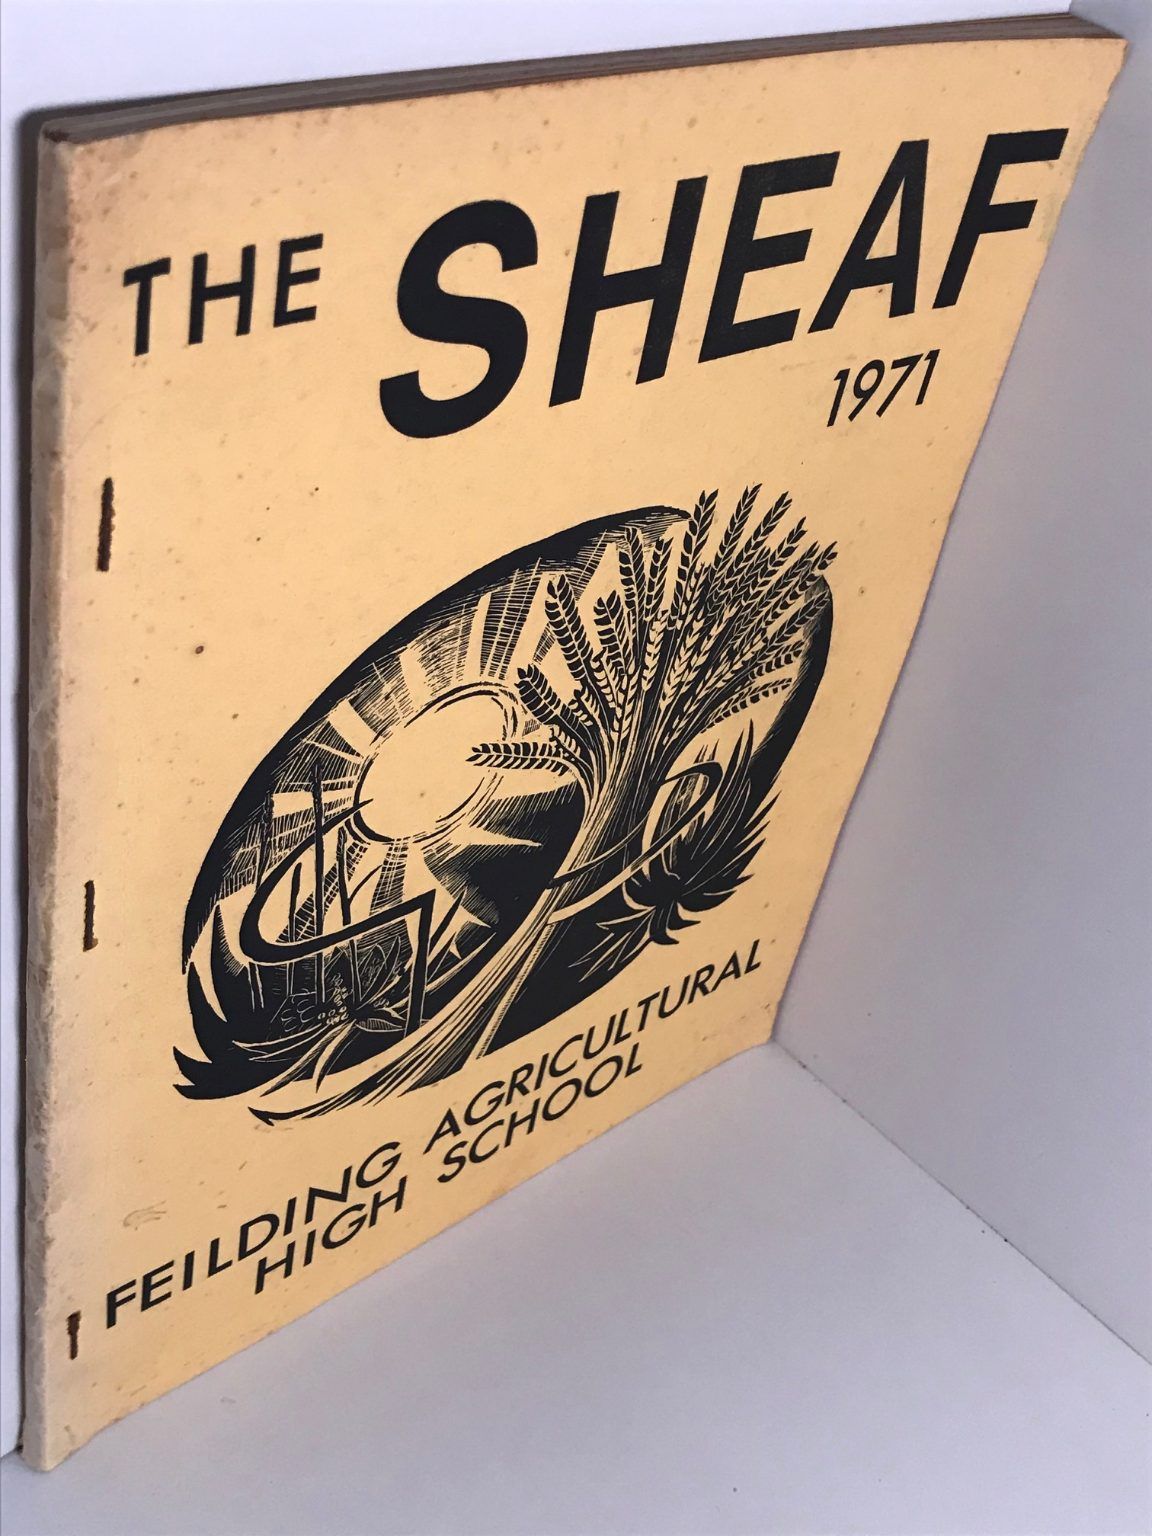 THE SHEAF
1971
FEILDING AGRICULTURAL
HIGH SCHOOL